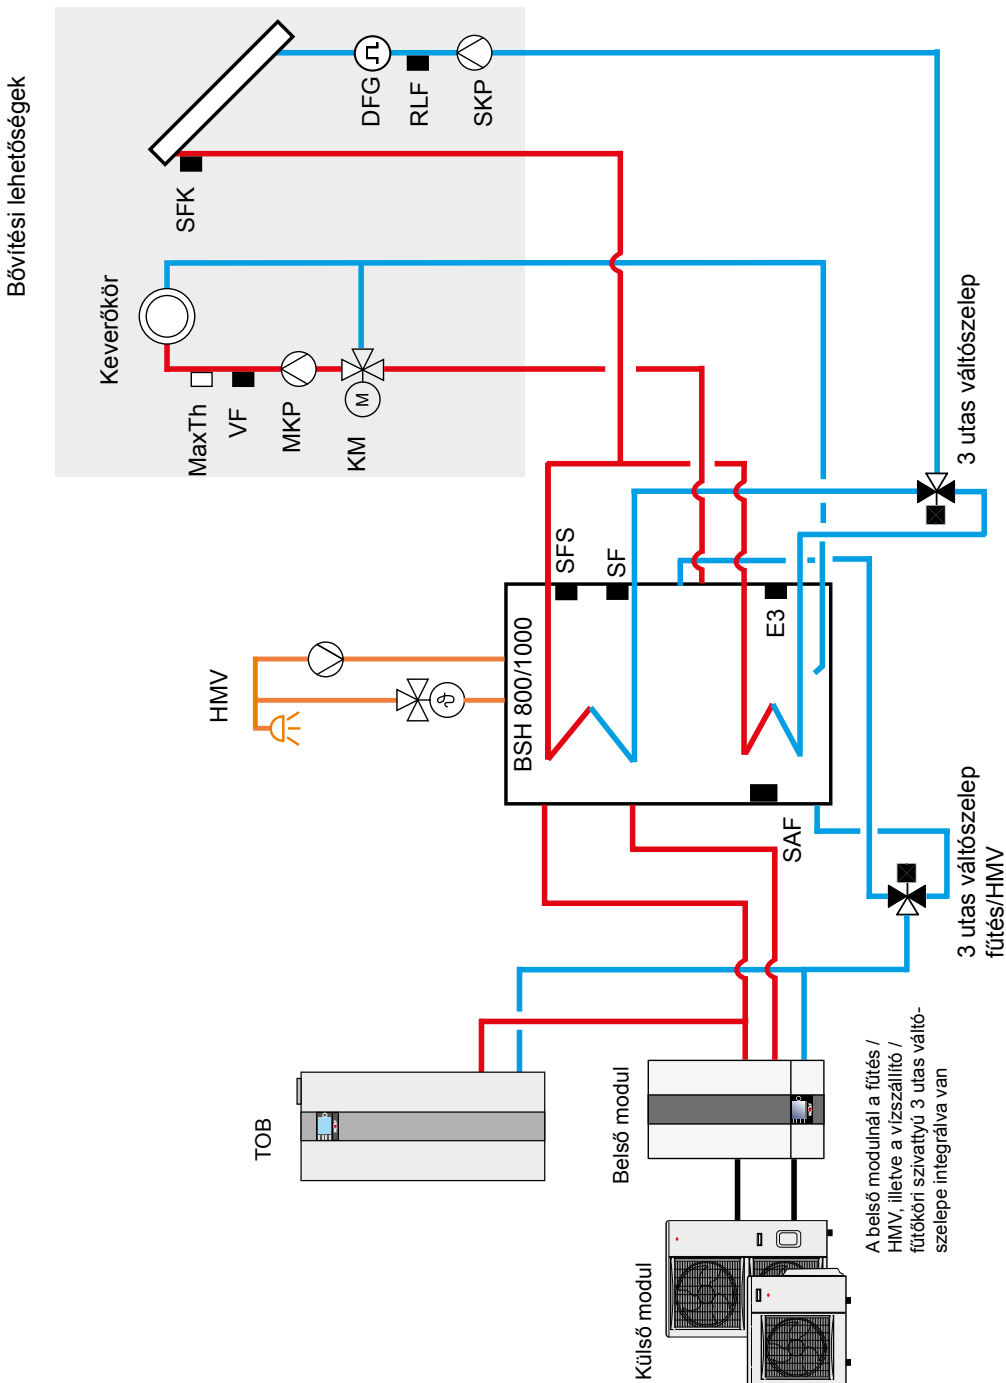 Bővítési lehetőségek
DFG
RLF
SKP
SFK
Keverőkör
MaxTh
VF
MKP
KM
M
3 utas váltószelep
HMV
BSH 800/1000
SFS
SF
E3
SAF
3 utas váltószelep
fűtés/HMV
TOB
Belső modul
Külső modul
A belső modulnál a fűtés /
HMV, illetve a vízszállító /
fűtőköri szivattyú 3 utas váltó-
szelepe integrálva van